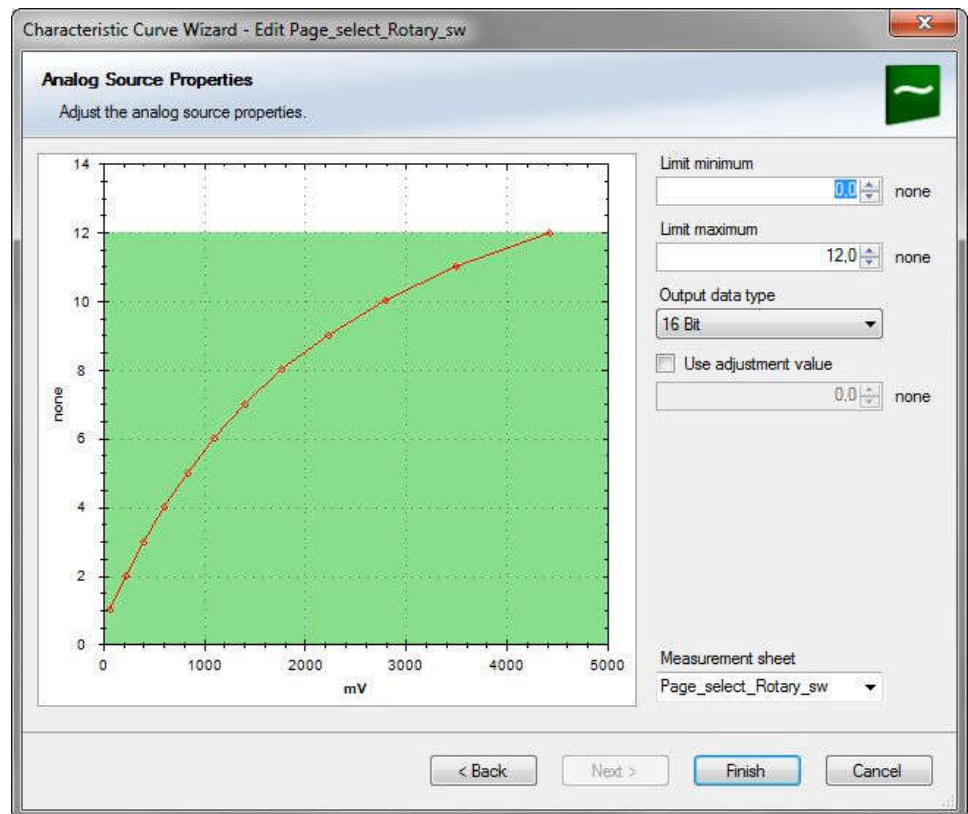 Characteristic Curve Wizard - Edit Page_select_Rotary_sw
Analog Source Properties
Adjust the analog source properties.
14
12
10
8
6
4
2
0
none
0 1000 2000 3000 4000 5000
mV
Limit minimum
0,0 none
Limit maximum
12,0 none
Output data type
16 Bit
Use adjustment value
0,0 none
Measurement sheet
Page_select_Rotary_sw
< Back Next > Finish Cancel